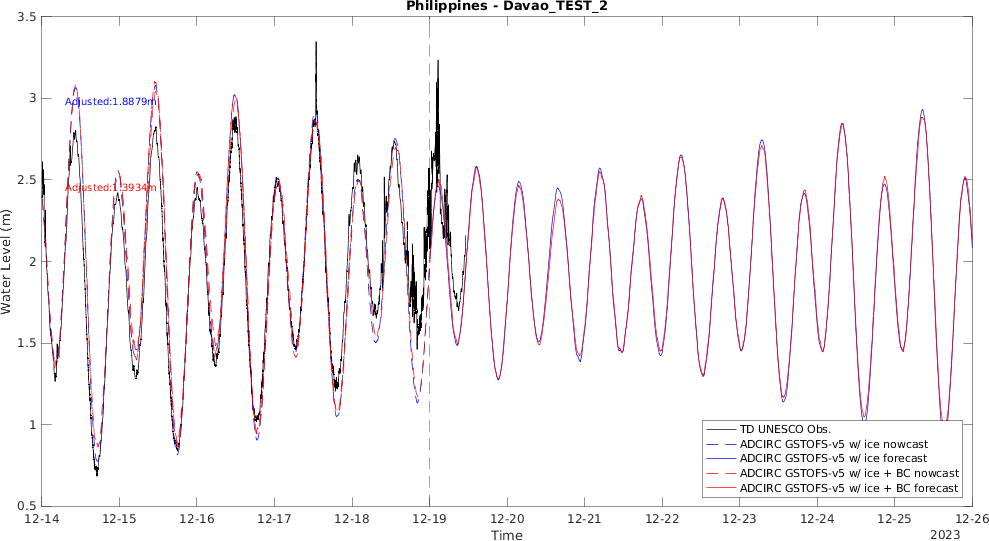 Philippines - Davao_TEST_2
3.5
3
2.5
2
1.5
1
0.5
Water Level (m)
Adjusted:1.8879m
Adjusted:1.3934m
TD UNESCO Obs.
ADCIRC GSTOFS-v5 w/ ice nowcast
ADCIRC GSTOFS-v5 w/ ice forecast
ADCIRC GSTOFS-v5 w/ ice + BC nowcast
ADCIRC GSTOFS-v5 w/ ice + BC forecast
12-14 12-15 12-16 12-17 12-18 12-19 12-20 12-21 12-22 12-23 12-24 12-25 12-26
Time
2023